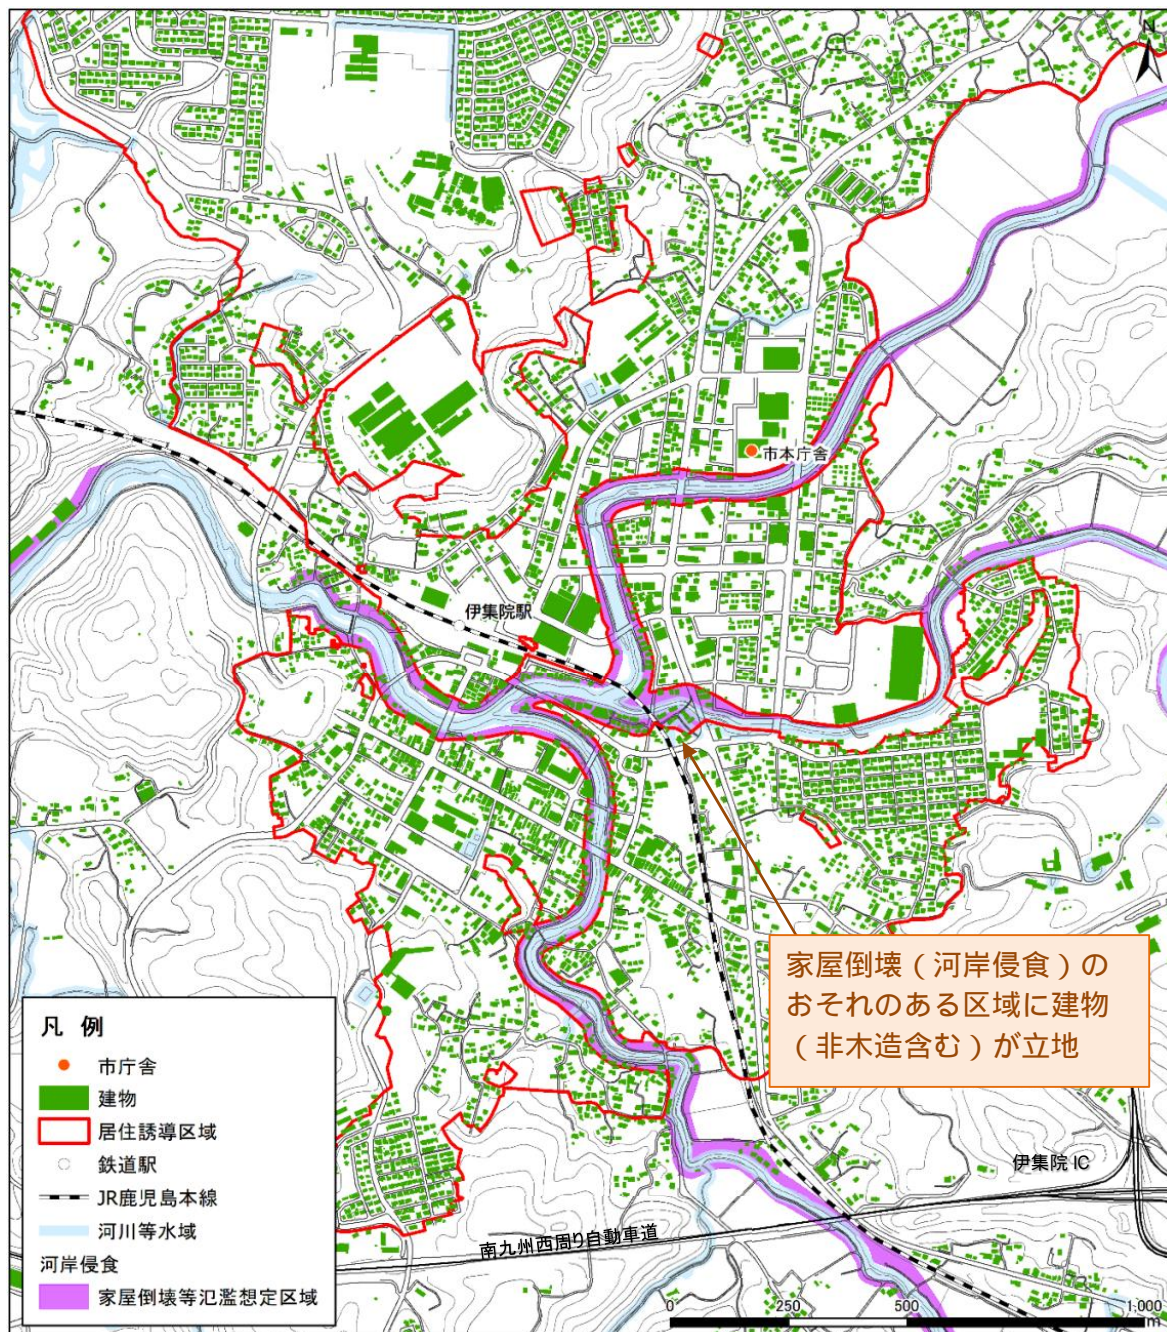 N
市本庁舎
伊集院駅
家屋倒壊（河岸侵食）の
おそれのある区域に建物
（非木造含む）が立地
凡 例
市庁舎
建物
居住誘導区域
鉄道駅
JR鹿児島本線
河川等水域
河岸侵食
家屋倒壊等氾濫想定区域
伊集院 IC
南九州西周り自動車道
0 250 500 1,000
m